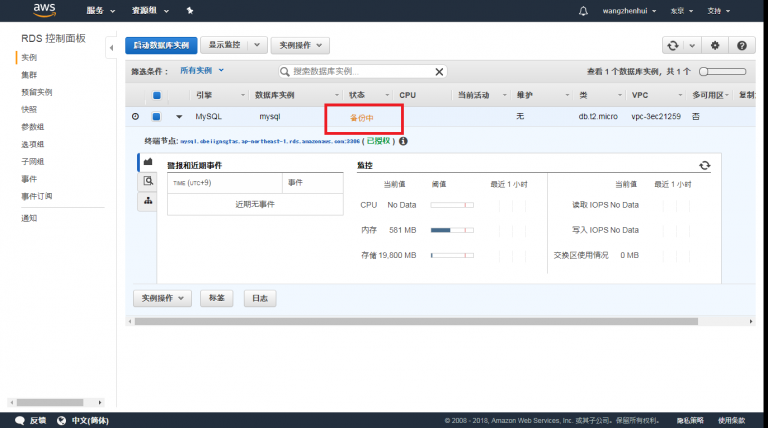 aws 服务 资源组 wangzhenhui 东京 支持
RDS 控制面板
实例
集群
预留实例
快照
参数组
选项组
子网组
事件
事件订阅
通知
启动数据库实例 显示监控 实例操作
筛选条件： 所有实例 搜索数据库实例... 查看 1 个数据库实例，共 1 个
引擎 数据库实例 状态 CPU 当前活动 维护 类 VPC 多可用区 复制
MySQL mysql 备份中 无 db.t2.micro vpc-3ec21259 否
终端节点: ( 已授权 )
警报和近期事件
TIME (UTC+9) 事件
近期无事件
监控
当前值 阈值 最近 1 小时 当前值 最近 1 小时
CPU No Data 读取 IOPS No Data
内存 581 MB 写入 IOPS No Data
存储 19,800 MB 交换区使用情况 0 MB
实例操作 标签 日志
反馈 中文(简体) © 2008 - 2018, Amazon Web Services, Inc. 或其子公司。保留所有权利。 隐私策略 使用条款